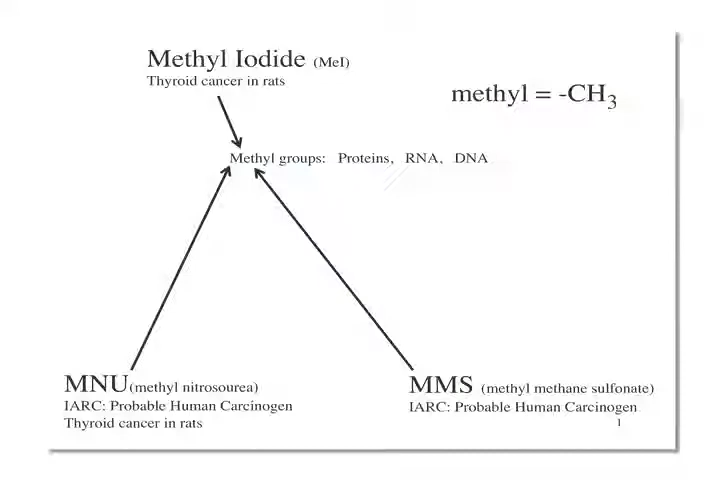 Methyl Iodide (MeI)
Thyroid cancer in rats
methyl = -CH₃
Methyl groups: Proteins, RNA, DNA
MNU(methyl nitrosourea)
IARC: Probable Human Carcinogen
Thyroid cancer in rats
MMS (methyl methane sulfonate)
IARC: Probable Human Carcinogen
1